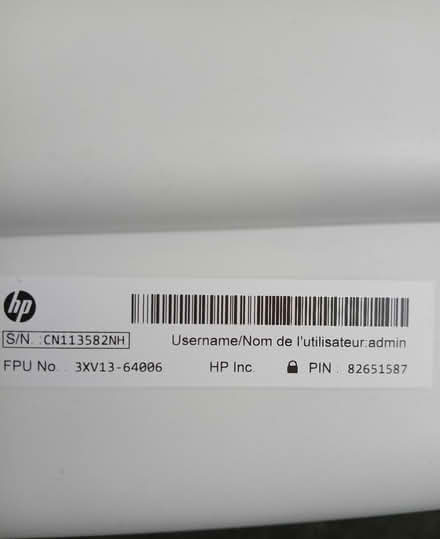 hp
S/N. :CN113582NH
Username/Nom de l'utilisateur:admin
FPU No. . 3XV13-64006 HP Inc. PIN . 82651587